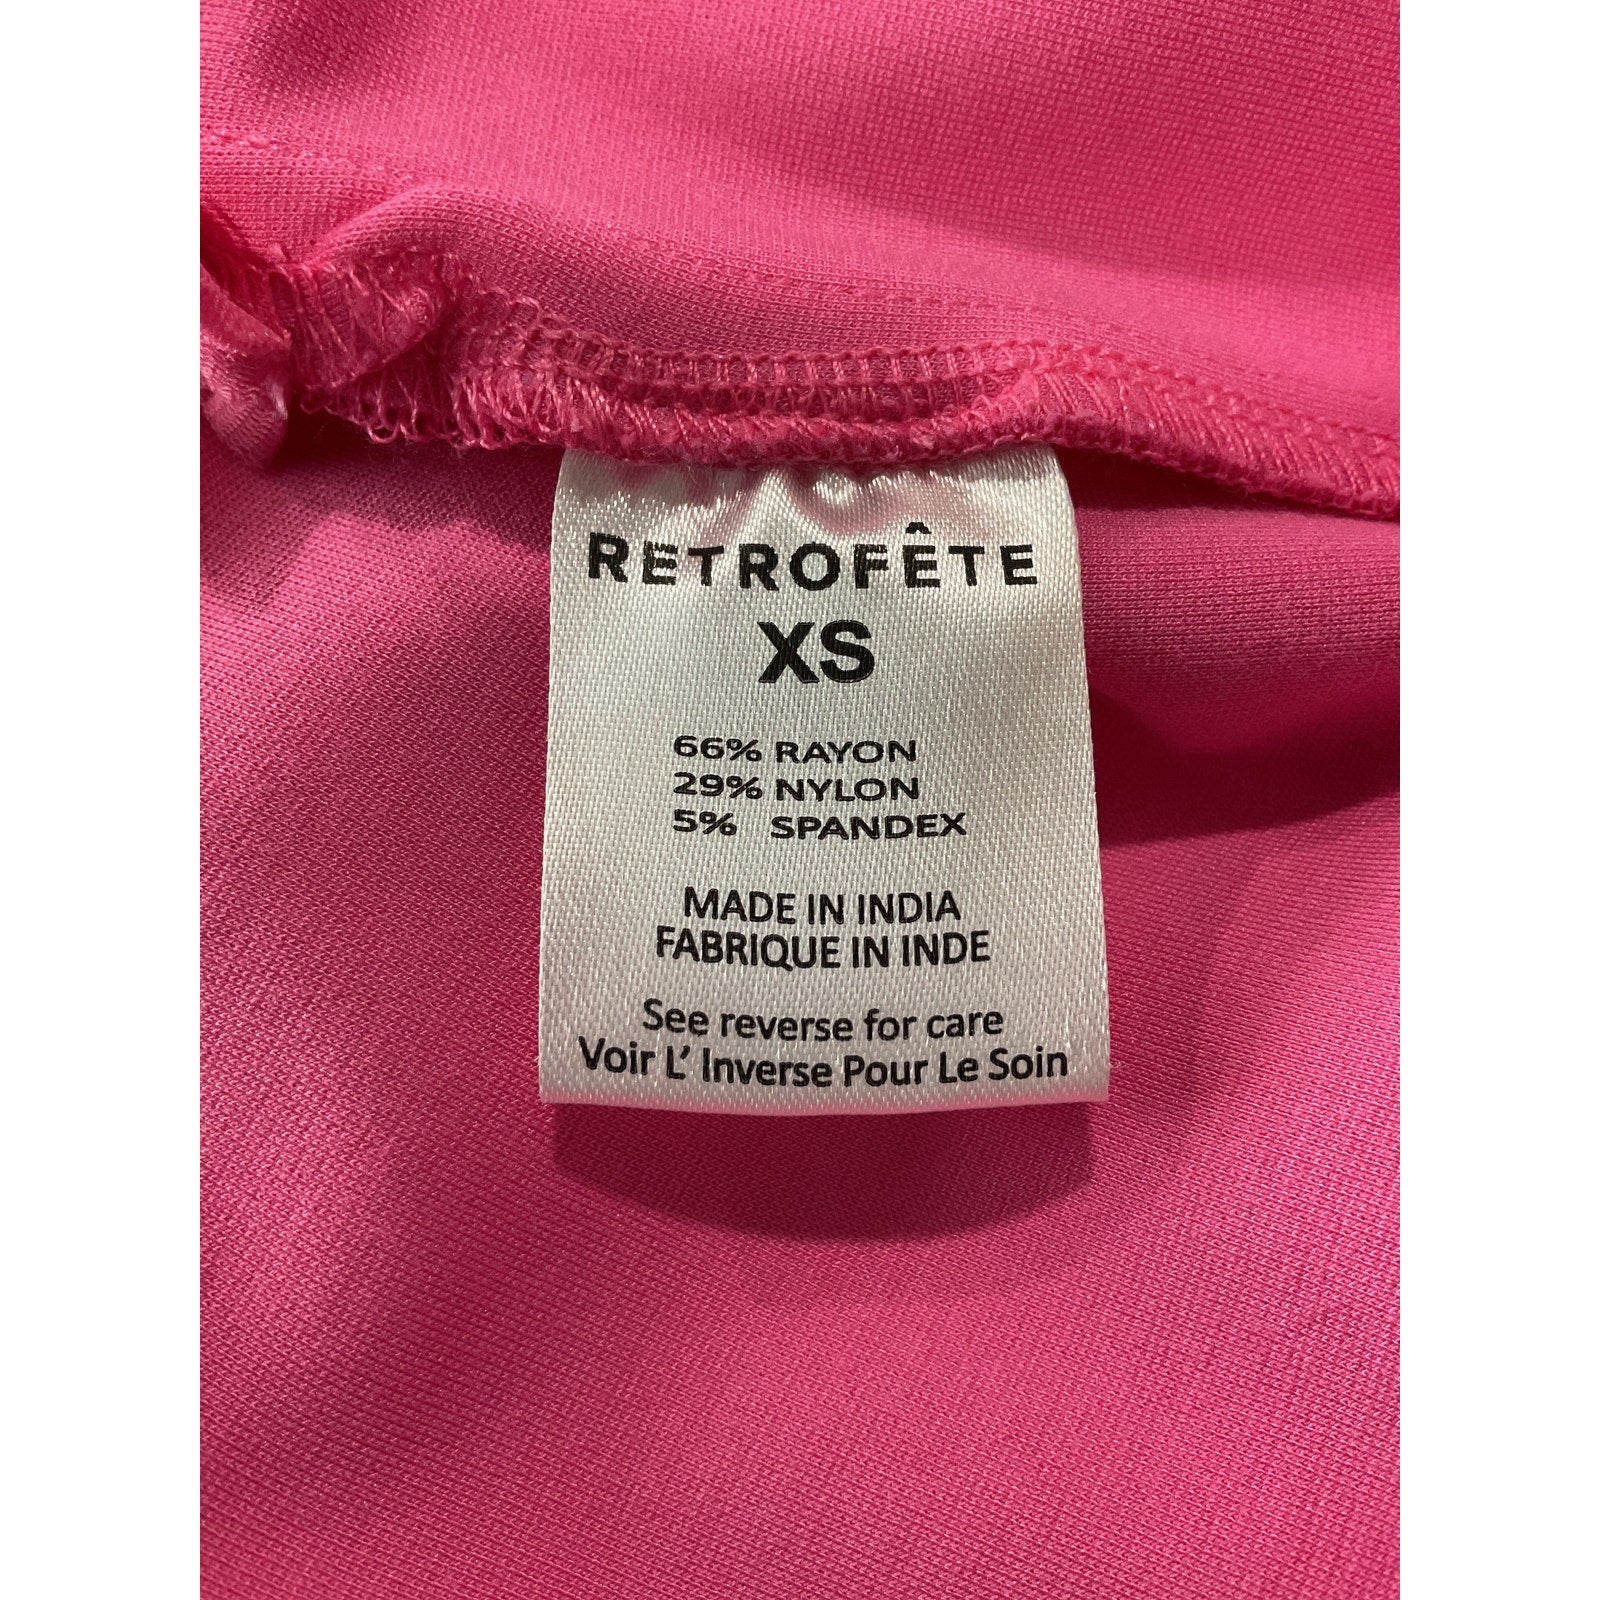 RETROFÊTE
XS
66% RAYON
29% NYLON
5% SPANDEX
MADE IN INDIA
FABRIQUE IN INDE
See reverse for care
Voir L' Inverse Pour Le Soin